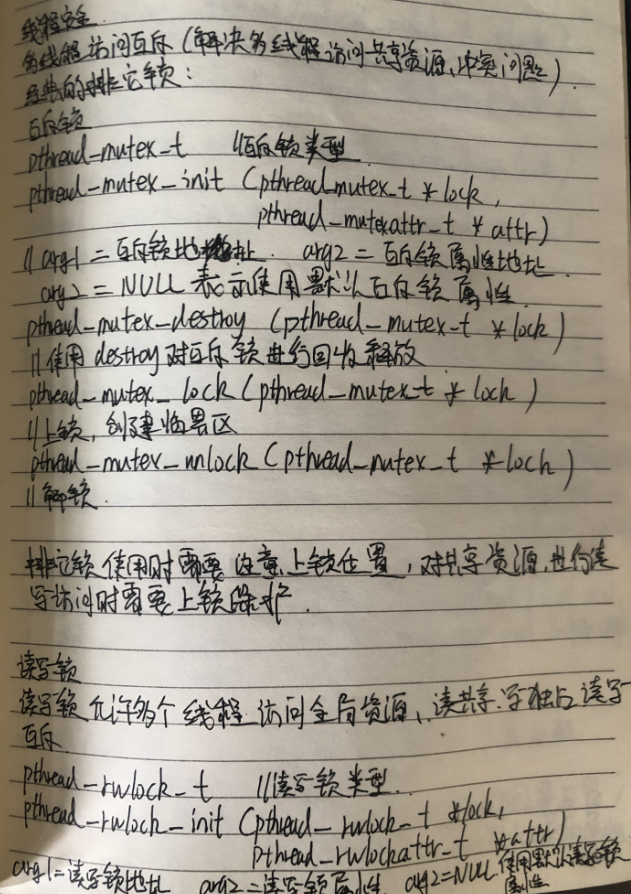 线程安全
多线程访问互斥(解决多线程访问共享资源,冲突问题).
经典的排它锁:
互斥锁
pthread_mutex_t //互斥锁类型
pthread_mutex_init (pthread_mutex_t *lock,
pthread_mutexattr_t *attr)
//arg1=互斥锁地址. arg2=互斥锁属性地址.
arg2=NULL 表示使用默认互斥锁属性
pthread_mutex_destroy (pthread_mutex_t *lock)
//使用destroy对互斥锁进行回收释放
pthread_mutex_lock(pthread_mutex_t *lock)
//上锁,创建临界区
pthread_mutex_unlock(pthread_mutex_t *lock)
//解锁.
排它锁使用时需要注意上锁位置,对共享资源,进行读
写访问时需要上锁
读写锁
读写锁允许多个线程访问全局资源,读共享.写独占读写
互斥.
pthread_rwlock_t //读写锁类型.
pthread_rwlock_init (pthread_rwlock_t *lock,
pthread_rwlockattr_t *attr)
arg1=读写锁地址 arg2=读写锁属性 arg2=NULL 使用默认读写锁
属性